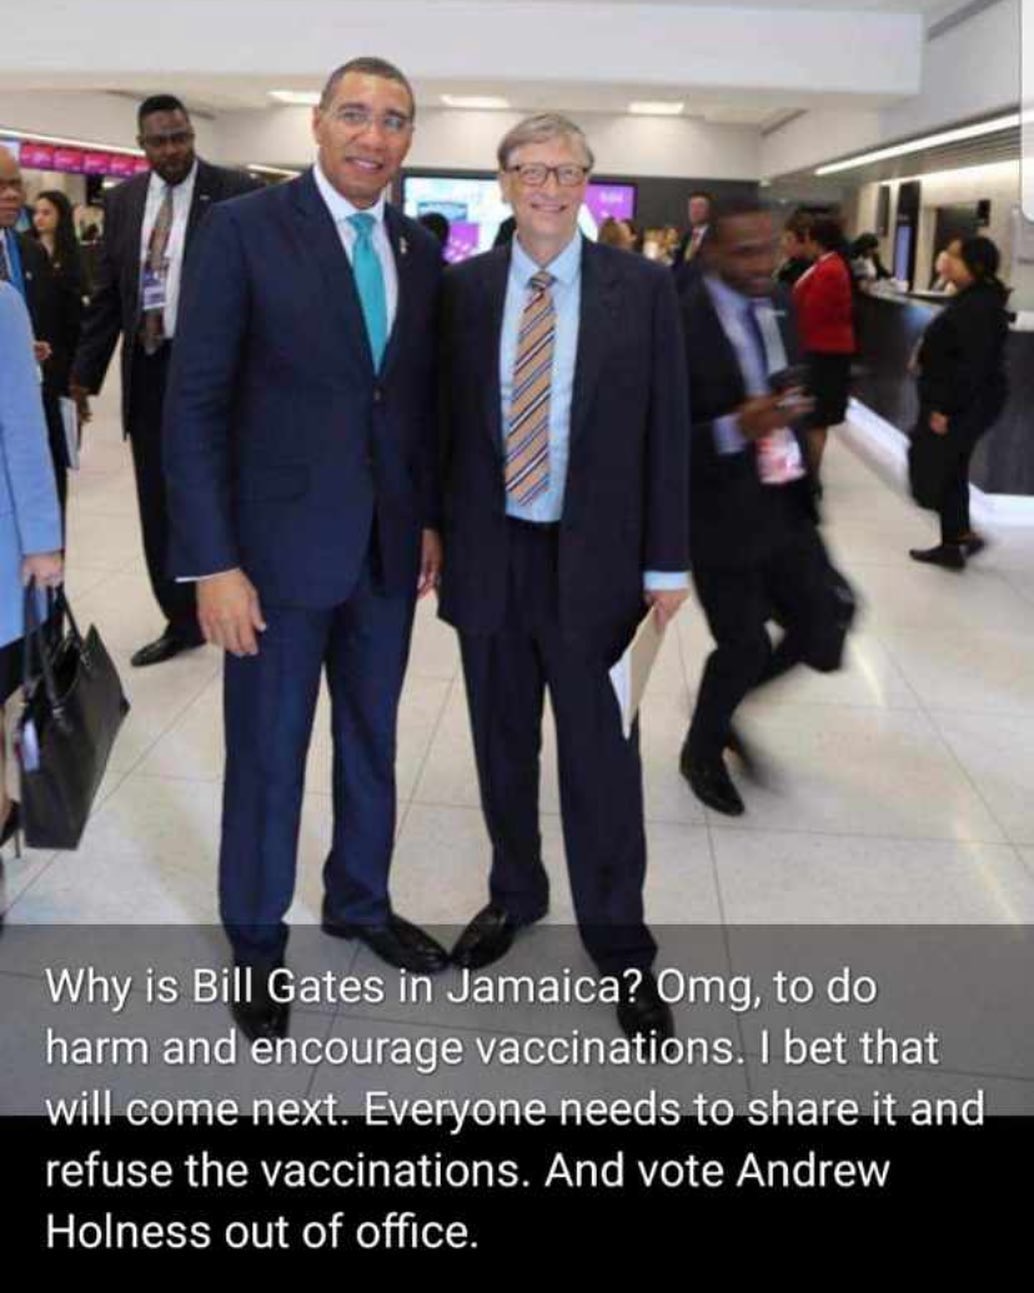 Why is Bill Gates in Jamaica? Omg, to do
harm and encourage vaccinations. I bet that
will come next. Everyone needs to share it and
refuse the vaccinations. And vote Andrew
Holness out of office.